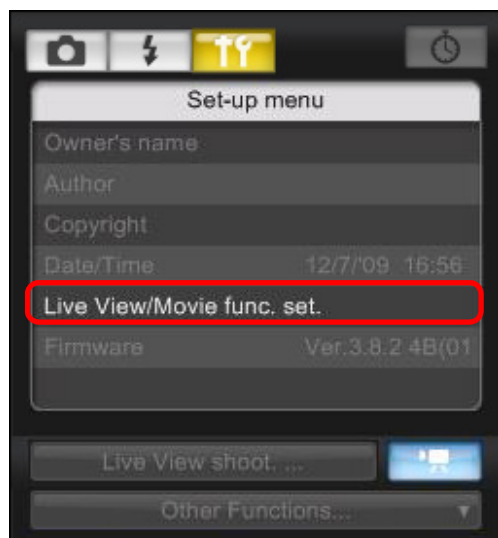 Set-up menu
Owner's name
Author
Copyright
Date/Time 12/7/'09 16:56
Live View/Movie func. set.
Firmware Ver.3.8.2 4B(01
Live View shoot. ...
Other Functions...